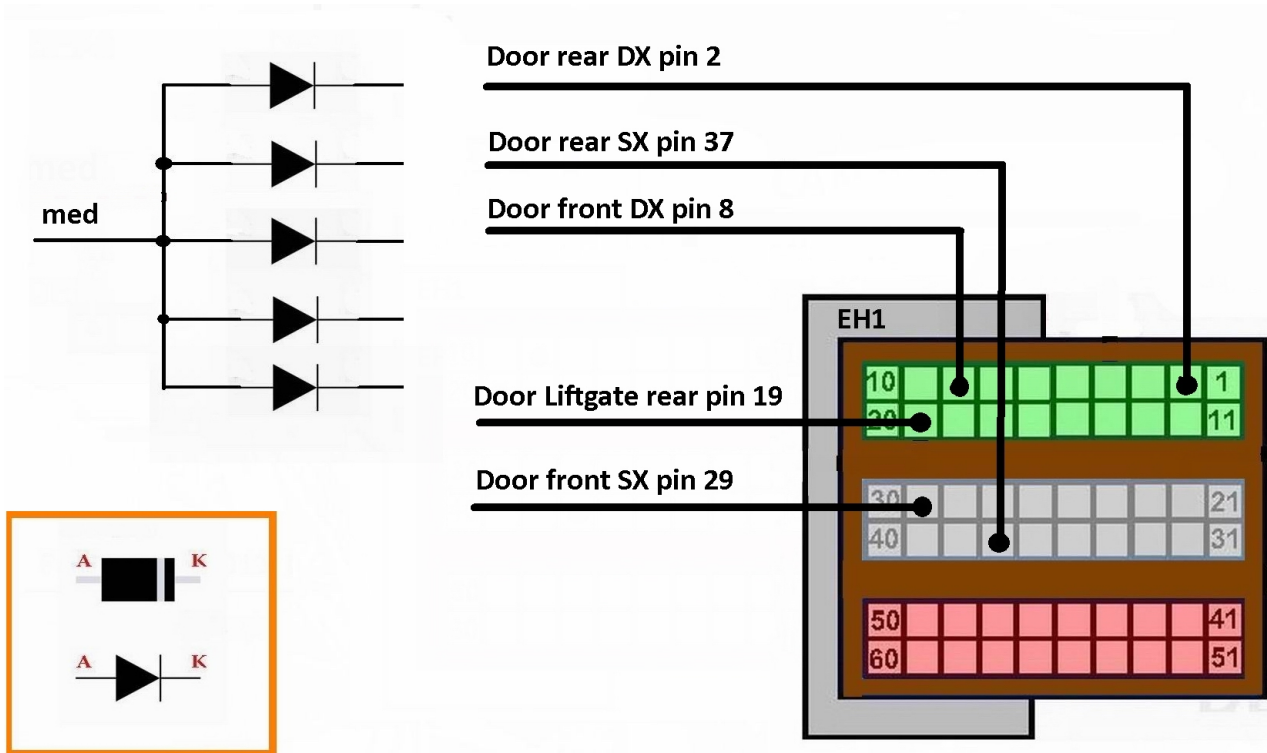 Door rear DX pin 2
Door rear SX pin 37
med
Door front DX pin 8
EH1
10 1
Door Liftgate rear pin 19
20 11
Door front SX pin 29
30 21
40 31
A K
50 41
A K
60 51